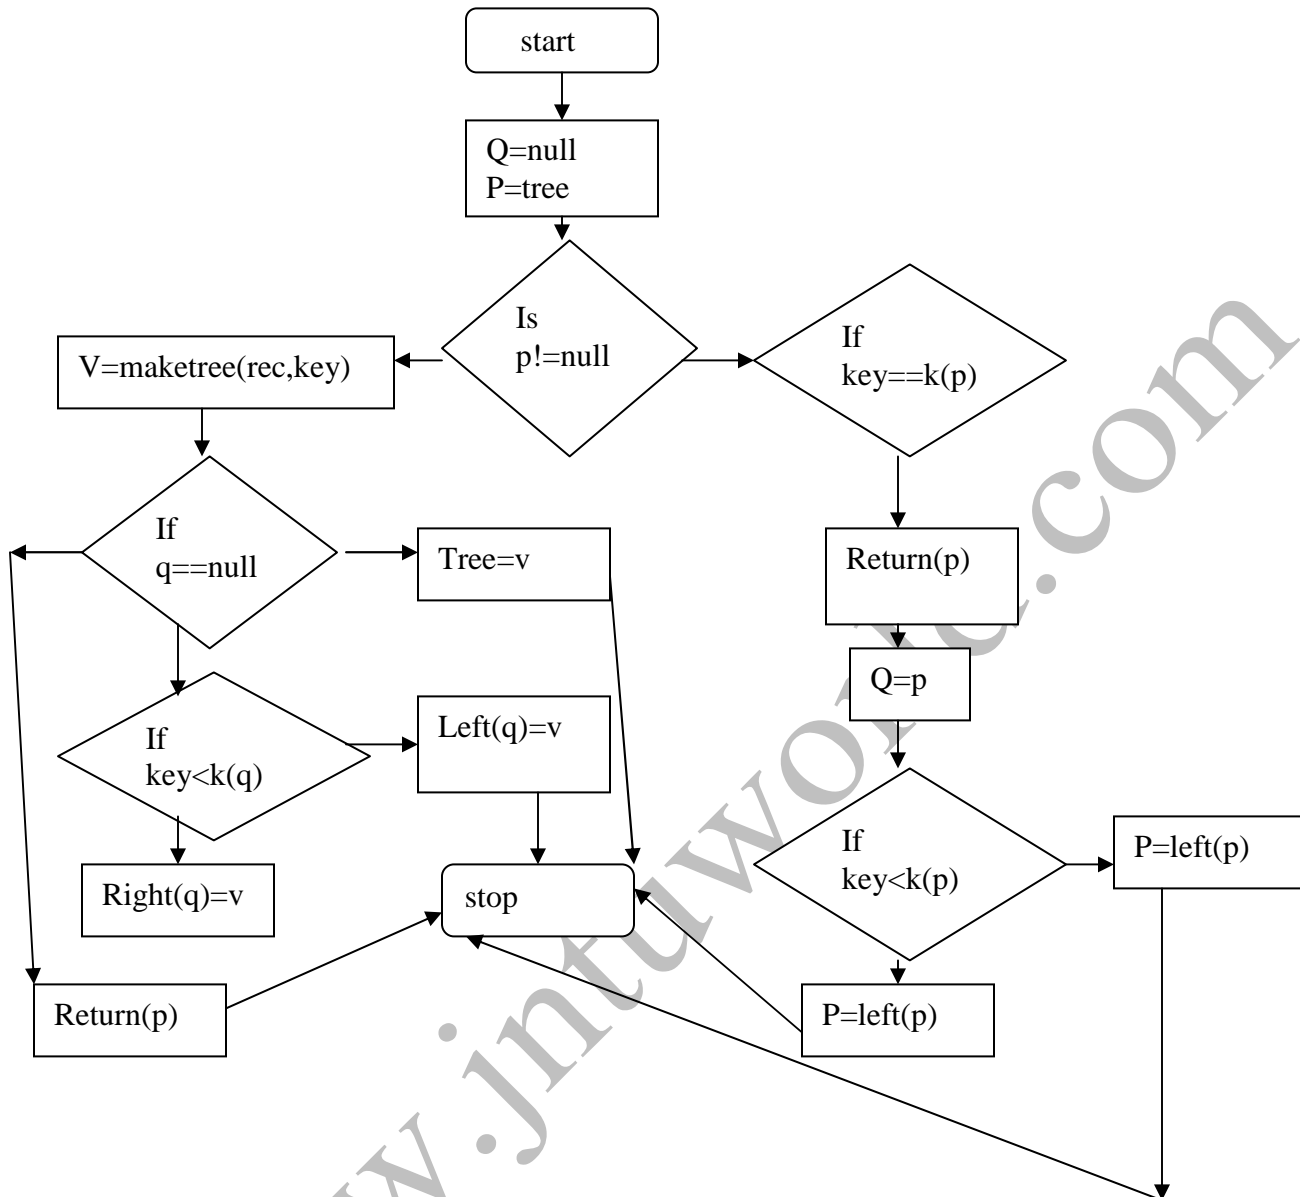 start
Q=null
P=tree
Is
p!=null
If
key==k(p)
V=maketree(rec,key)
If
q==null
Tree=v
Return(p)
Q=p
If
key<k(q)
Left(q)=v
If
key<k(p)
P=left(p)
Right(q)=v
stop
Return(p)
P=left(p)
w.jntuworld.com